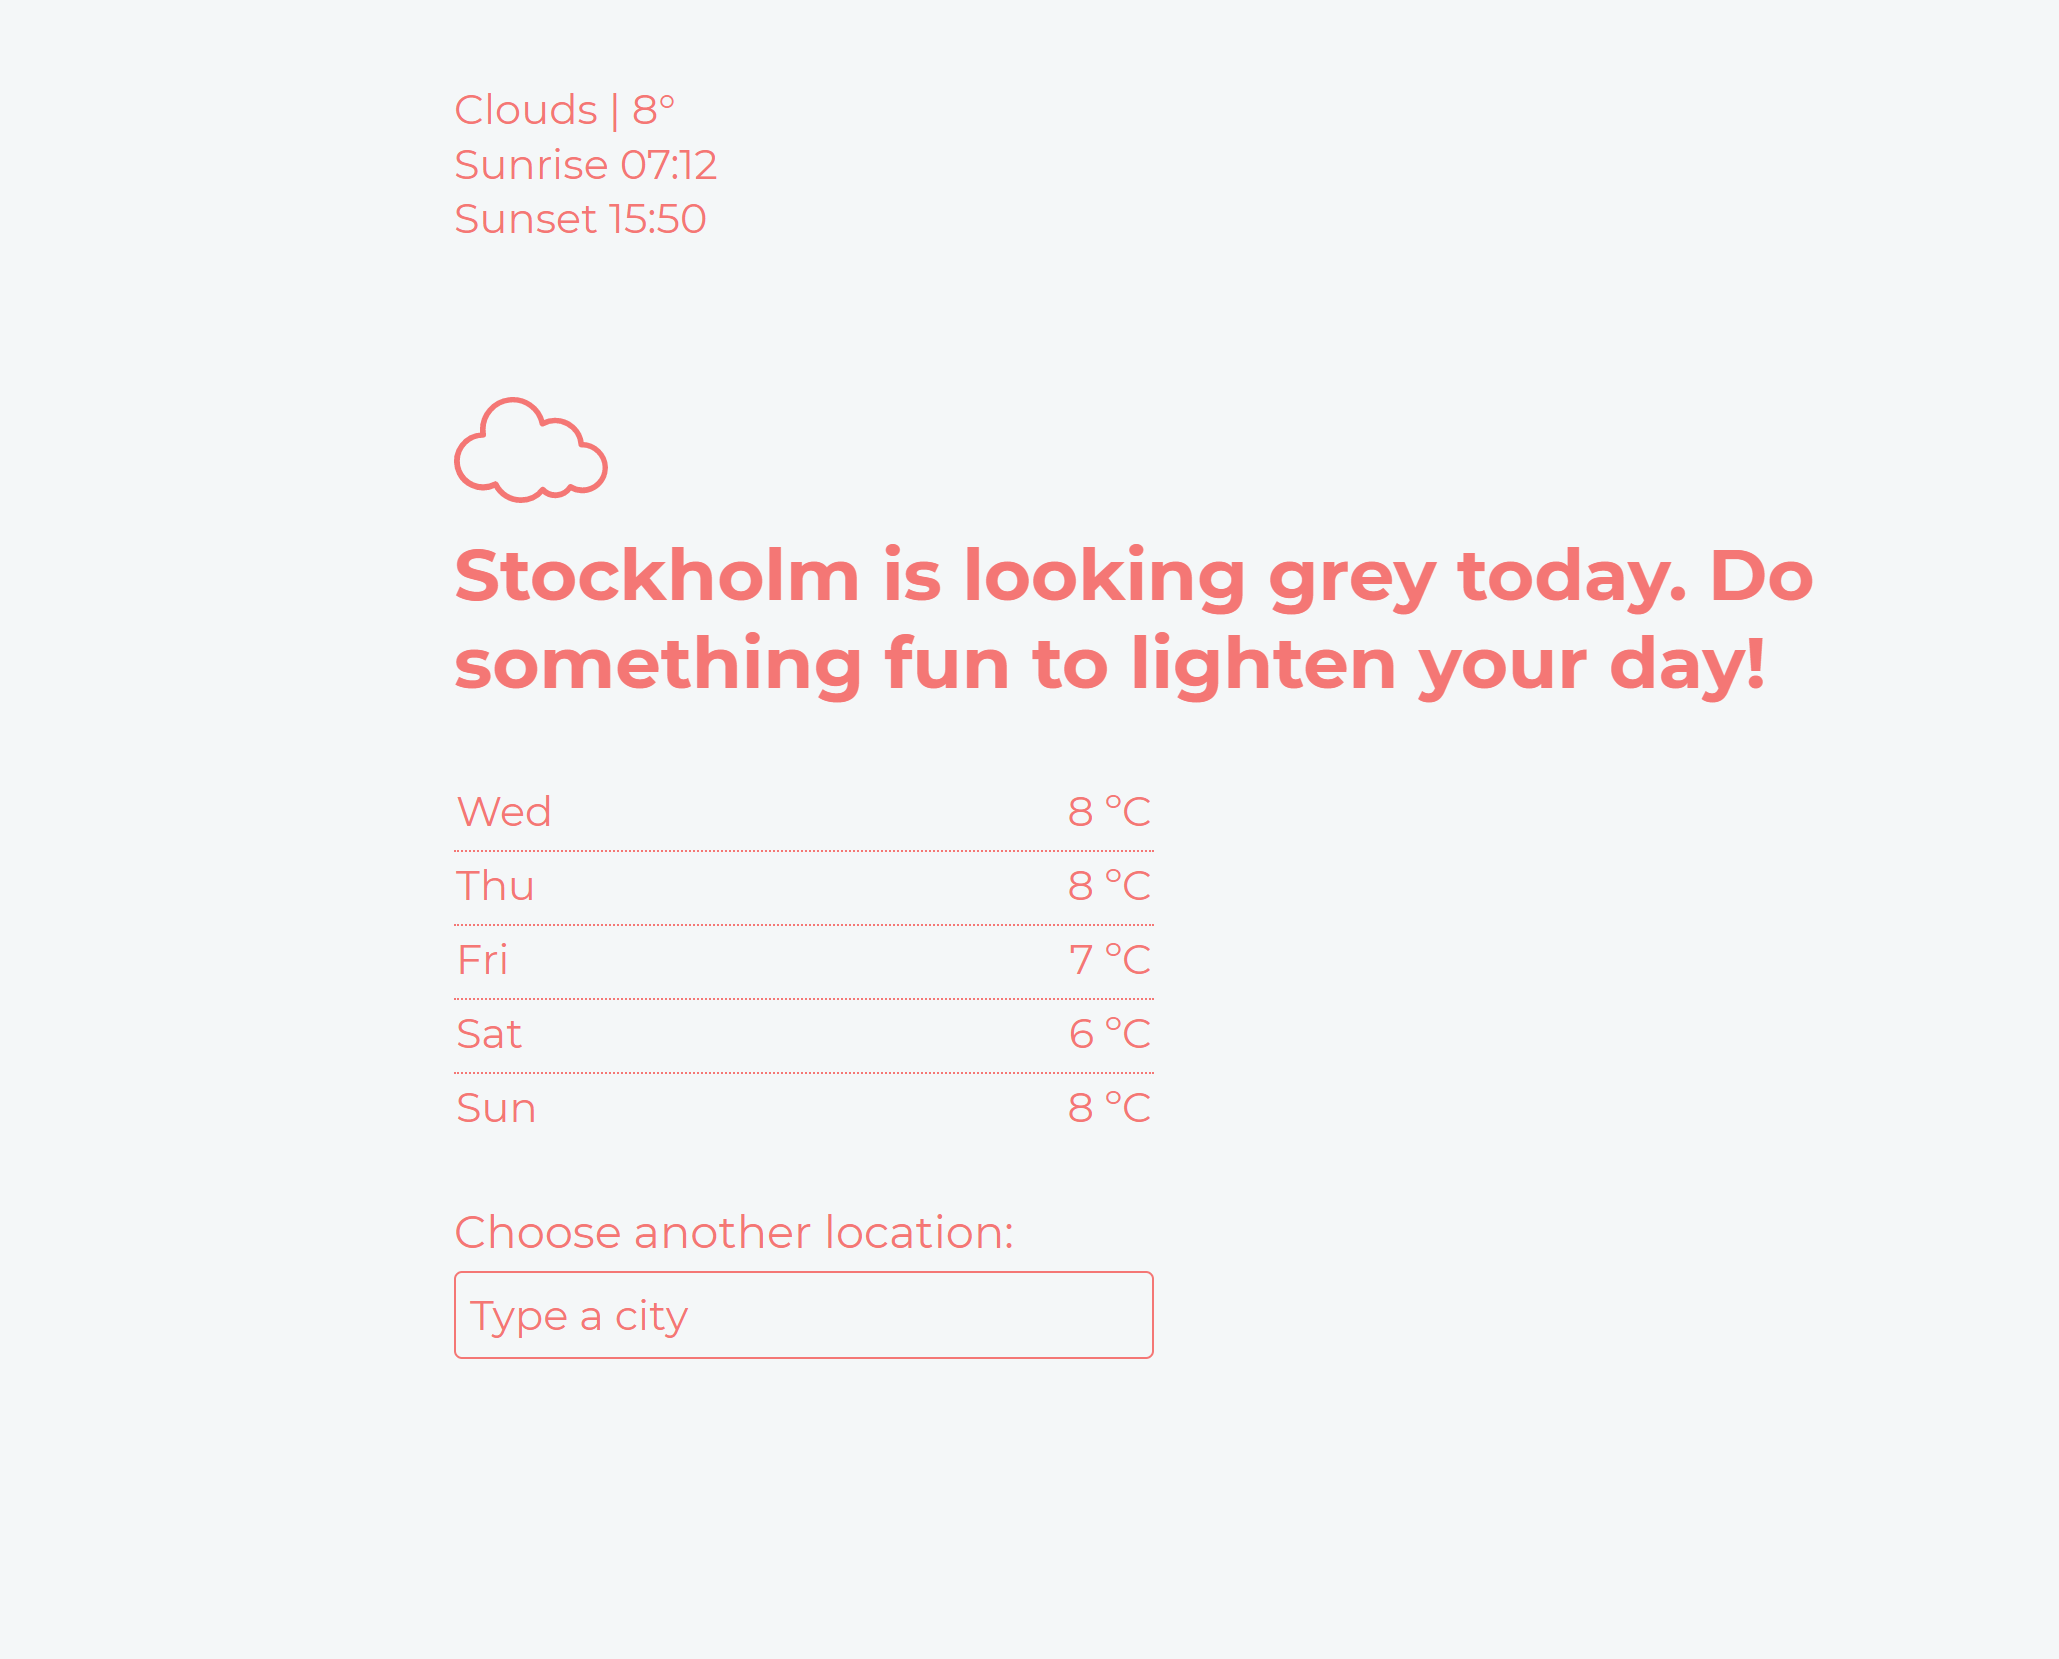 Clouds | 8°
Sunrise 07:12
Sunset 15:50
Stockholm is looking grey today. Do
something fun to lighten your day!
Wed 8 °C
Thu 8 °C
Fri 7 °C
Sat 6 °C
Sun 8 °C
Choose another location:
Type a city